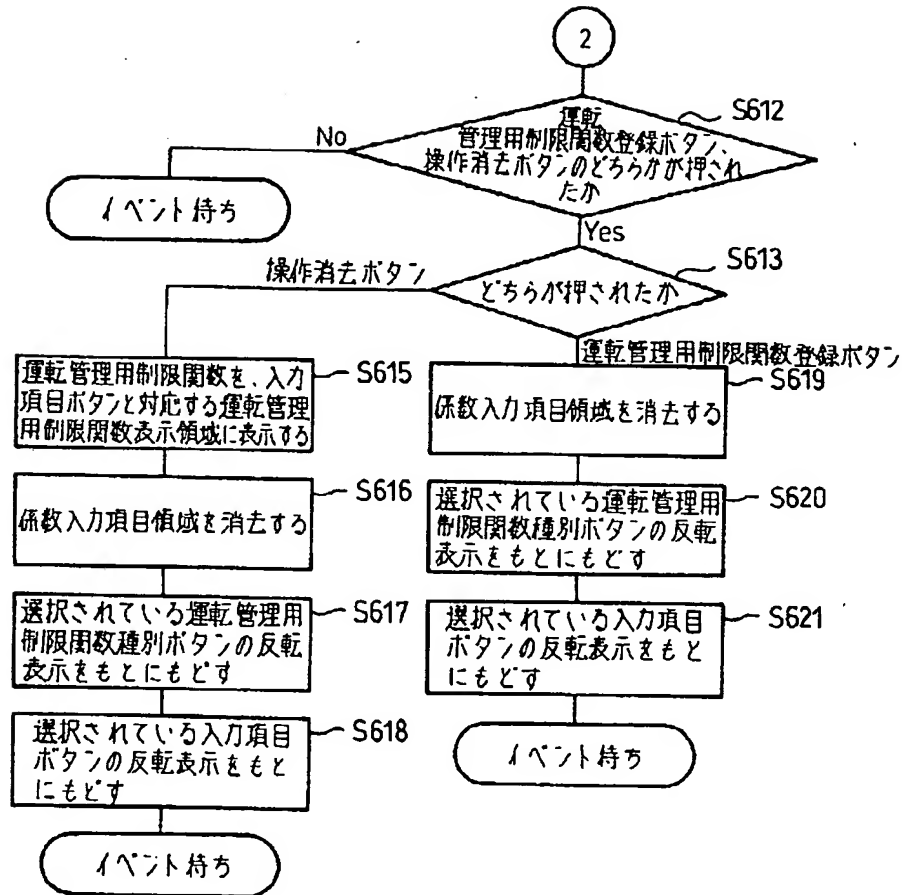 2
S612
運転
管理用制限関数登録ボタン、
操作消去ボタンのどちらかが押され
たか
No
イベント待ち
Yes
S613
操作消去ボタン
どちらが押されたか
運転管理用制限関数登録ボタン
S615
運転管理用制限関数を、入力
項目ボタンと対応する運転管理
用制限関数表示領域に表示する
S616
係数入力項目領域を消去する
S617
選択されている運転管理用
制限関数種別ボタンの反転
表示をもとにもどす
S618
選択されている入力項目
ボタンの反転表示をもと
にもどす
イベント待ち
S619
係数入力項目領域を消去する
S620
選択されている運転管理用
制限関数種別ボタンの反転
表示をもとにもどす
S621
選択されている入力項目
ボタンの反転表示をもと
にもどす
イベント待ち